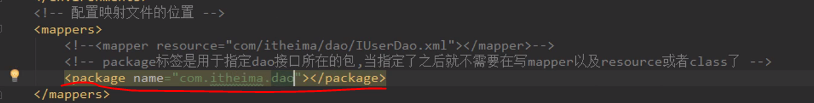 <!-- 配置映射文件的位置 -->
<mappers>
<!--<mapper resource="com/itheima/dao/IUserDao.xml"></mapper>-->
<!-- package标签是用于指定dao接口所在的包,当指定了之后就不需要在写mapper以及resource或者class了 -->
<package name="com.itheima.dao"></package>
</mappers>